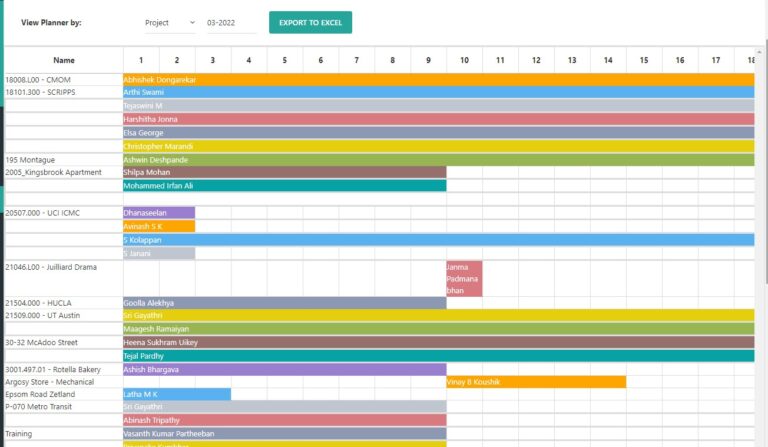 View Planner by: Project 03-2022 EXPORT TO EXCEL
Name 1 2 3 4 5 6 7 8 9 10 11 12 13 14 15 16 17 18
18008.L00 - CMOM Abhishek Dongarekar
18101.300 - SCRIPPS Arthi Swami
Tejaswini M
Harshitha Jonna
Elsa George
Christopher Marandi
195 Montague Ashwin Deshpande
2005_Kingsbrook Apartment Shilpa Mohan
Mohammed Irfan Ali
20507.000 - UCI ICMC Dhanaseelan
Avinash S K
S Kolappan
S Janani
21046.L00 - Juilliard Drama Janma
Padmana
bhan
21504.000 - HUCLA Goolla Alekhya
21509.000 - UT Austin Sri Gayathri
Maagesh Ramaiyan
30-32 McAdoo Street Heena Sukhram Uikey
Tejal Pardhy
3001.497.01 - Rotella Bakery Ashish Bhargava
Argosy Store - Mechanical Vinay B Koushik
Epsom Road Zetland Latha M K
P-070 Metro Transit Sri Gayathri
Abinash Tripathy
Training Vasanth Kumar Partheeban